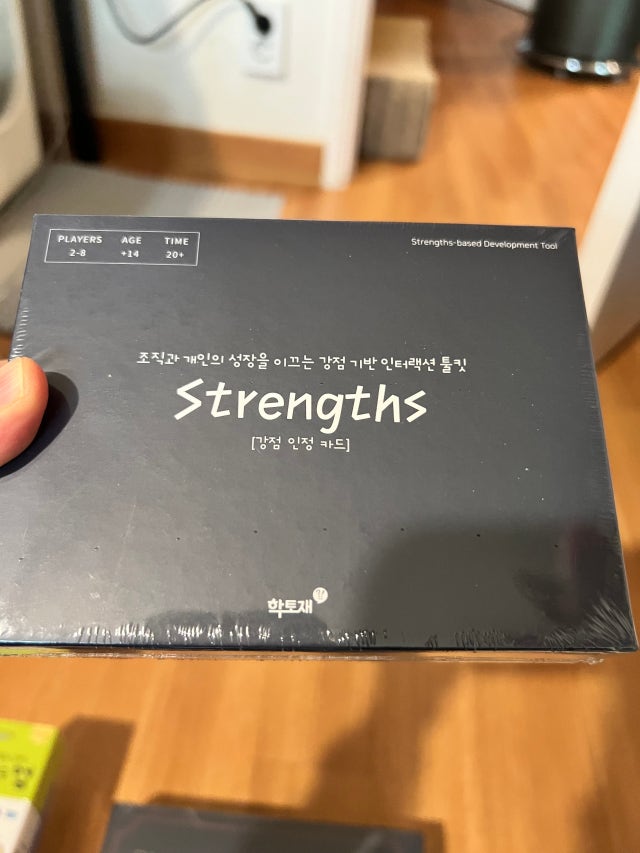 PLAYERS AGE TIME
2-8 +14 20+
Strengths-based Development Tool
조직과 개인의 성장을 이끄는 강점 기반 인터랙션 툴킷
Strengths
[강점 인정 카드]
학토재